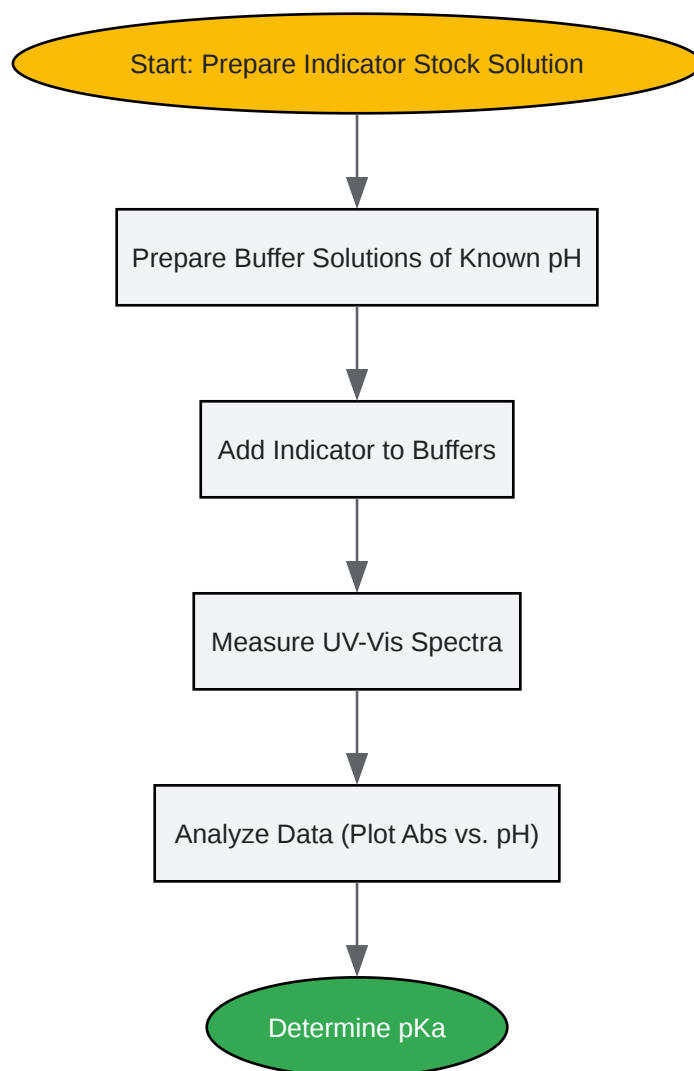 Start: Prepare Indicator Stock Solution
Prepare Buffer Solutions of Known pH
Add Indicator to Buffers
Measure UV-Vis Spectra
Analyze Data (Plot Abs vs. pH)
Determine pKa